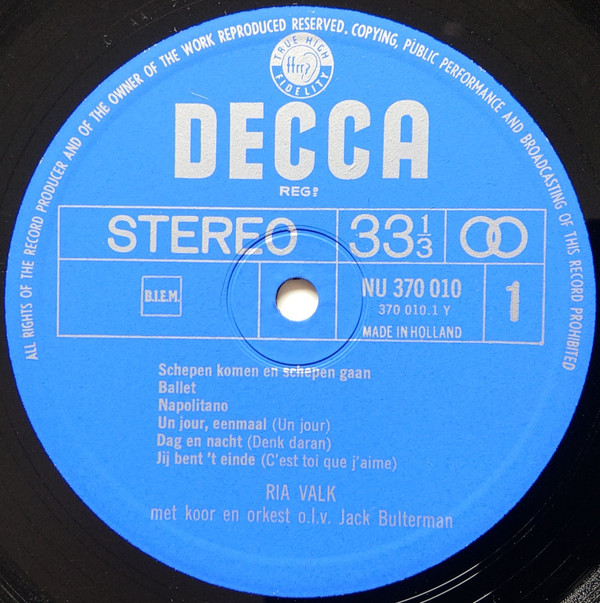 ALL RIGHTS OF THE RECORD PRODUCER AND OF THE OWNER OF THE WORK REPRODUCED RESERVED. COPYING, PUBLIC PERFORMANCE AND BROADCASTING OF THIS RECORD PROHIBITED
TRUE HIGH
ffrr
FIDELITY
DECCA
REGD:
STEREO
33 1/3
B.I.E.M.
NU 370 010
370 010.1 Y
MADE IN HOLLAND
1
Schepen komen en schepen gaan
Ballet
Napolitano
Un jour, eenmaal (Un jour)
Dag en nacht (Denk daran)
Jij bent 't einde (C'est toi que j'aime)
RIA VALK
met koor en orkest o.l.v. Jack Bulterman